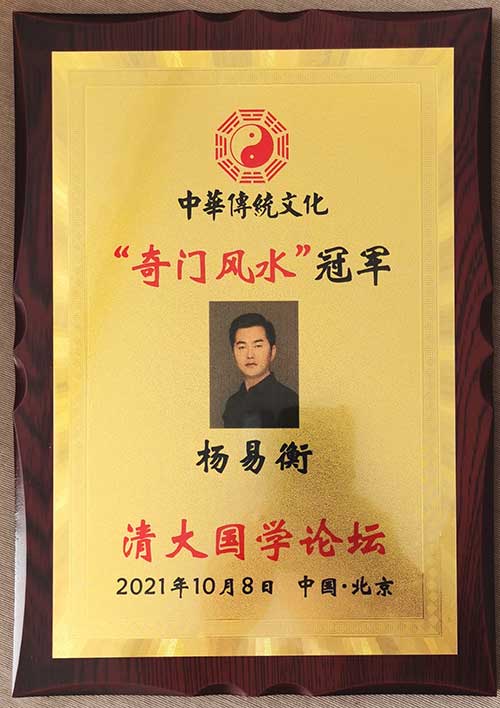 中華傳統文化
“奇门风水”冠军
杨易衡
清大国学论坛
2021年10月8日 中国·北京